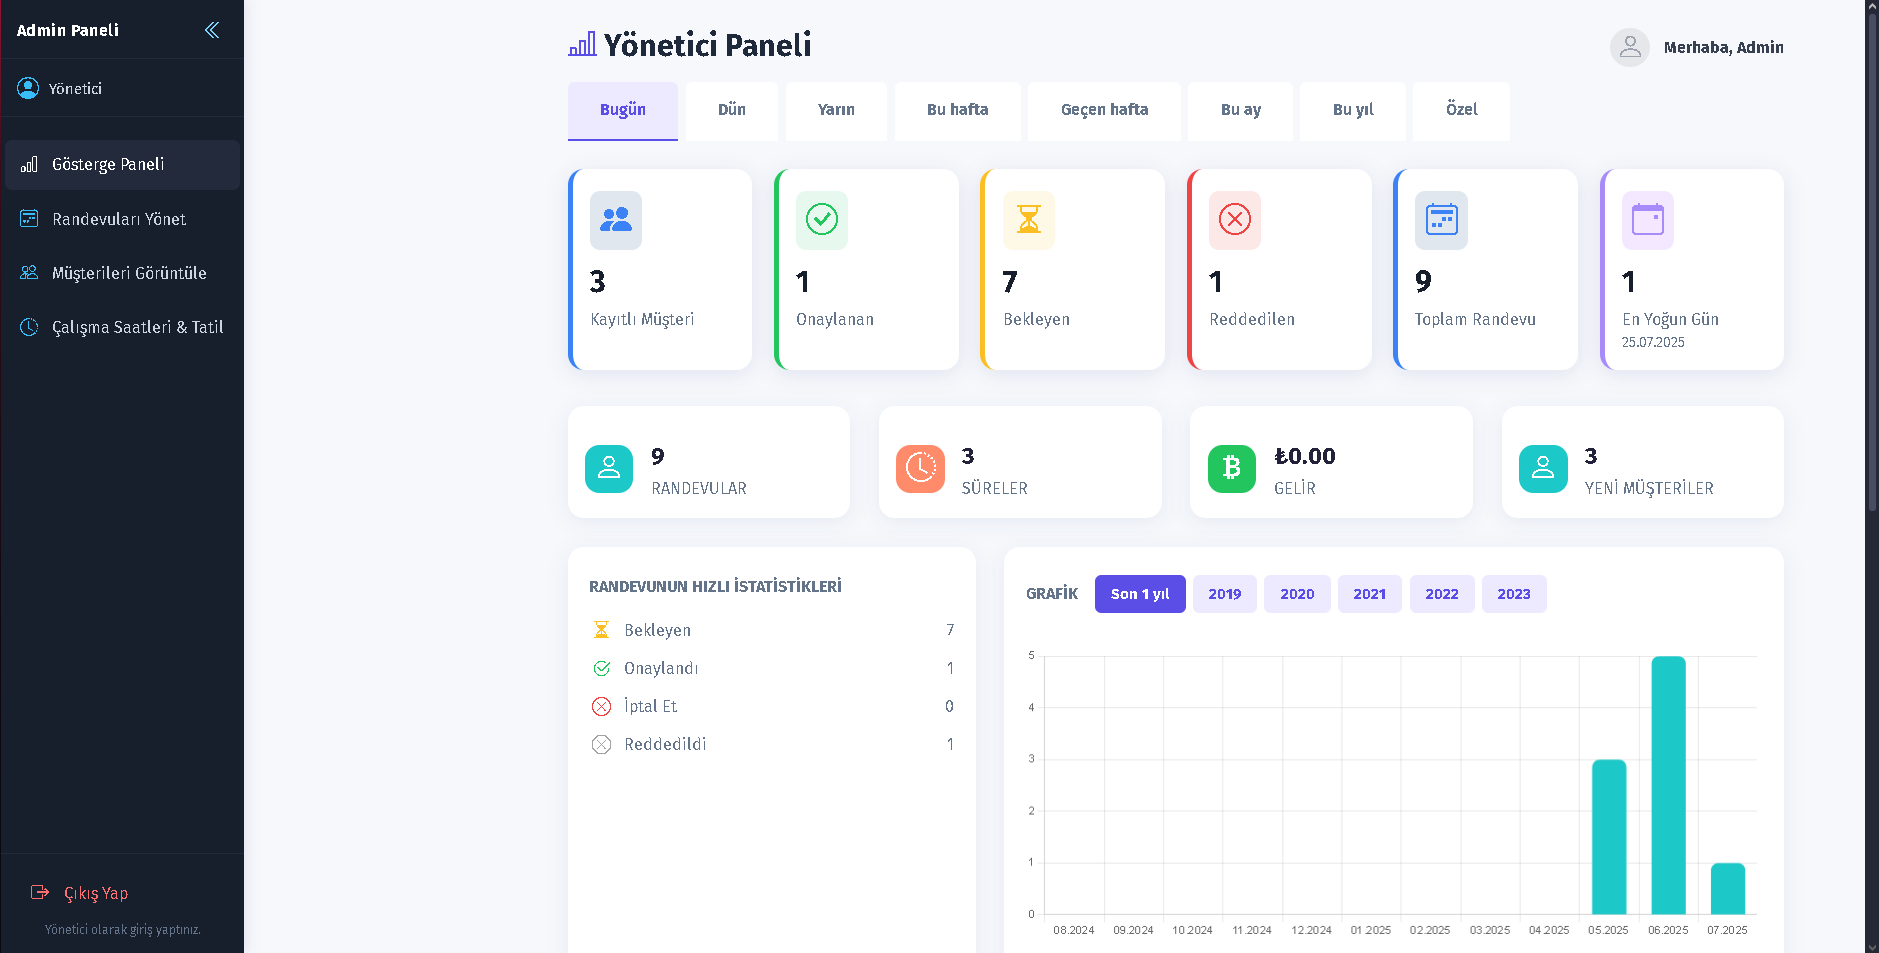 Admin Paneli
Yönetici
Gösterge Paneli
Randevuları Yönet
Müşterileri Görüntüle
Çalışma Saatleri & Tatil
Çıkış Yap
Yönetici olarak giriş yaptınız.
Yönetici Paneli
Merhaba, Admin
Bugün
Dün
Yarın
Bu hafta
Geçen hafta
Bu ay
Bu yıl
Özel
3
Kayıtlı Müşteri
1
Onaylanan
7
Bekleyen
1
Reddedilen
9
Toplam Randevu
1
En Yoğun Gün
25.07.2025
9
RANDEVULAR
3
SÜRELER
₺0.00
GELİR
3
YENİ MÜŞTERİLER
RANDEVUNUN HIZLI İSTATİSTİKLERİ
Bekleyen 7
Onaylandı 1
İptal Et 0
Reddedildi 1
GRAFİK Son 1 yıl 2019 2020 2021 2022 2023
5
4
3
2
1
0
08.2024 09.2024 10.2024 11.2024 12.2024 01.2025 02.2025 03.2025 04.2025 05.2025 06.2025 07.2025